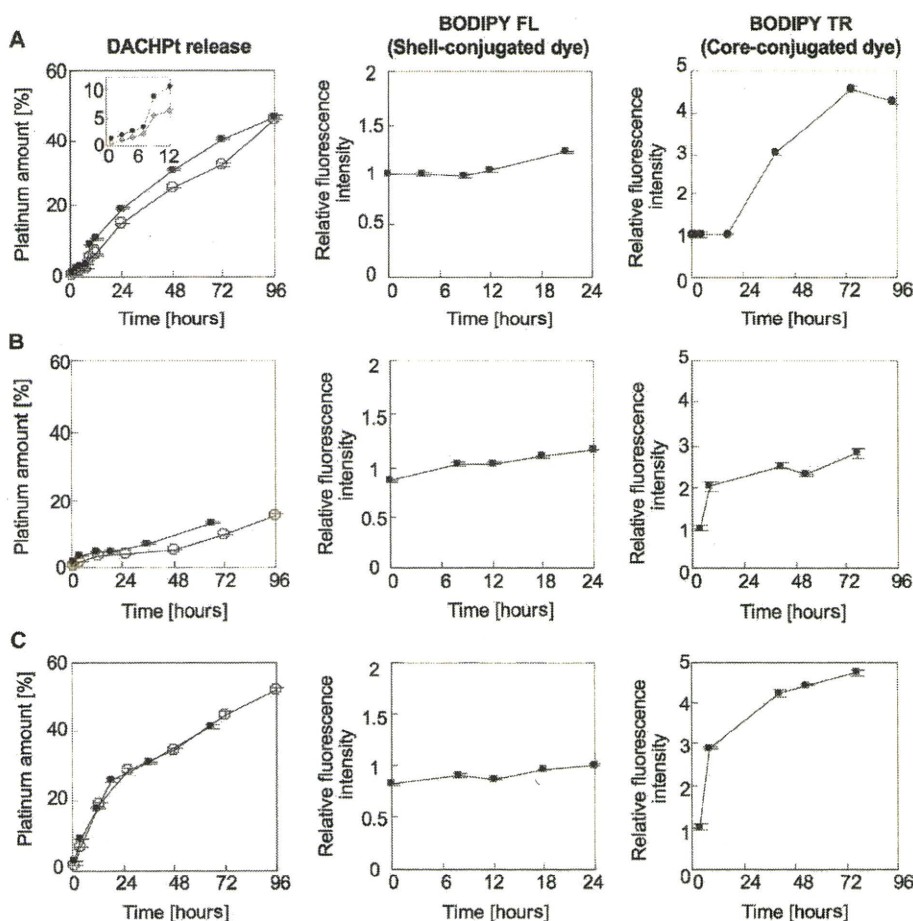 A
DACHPt release
BODIPY FL
(Shell-conjugated dye)
BODIPY TR
(Core-conjugated dye)
Platinum amount [%]
60
40
20
0
10
5
0
0 3 6 9 12
0 24 48 72 96
Time [hours]
Relative fluorescence
intensity
2
1.5
1
0.5
0
0 6 12 18 24
Time [hours]
Relative fluorescence
intensity
5
4
3
2
1
0
0 24 48 72 96
Time [hours]
B
Platinum amount [%]
60
40
20
0
0 24 48 72 96
Time [hours]
Relative fluorescence
intensity
2
1.5
1
0.5
0
0 6 12 18 24
Time [hours]
Relative fluorescence
intensity
5
4
3
2
1
0
0 24 48 72 96
Time [hours]
C
Platinum amount [%]
60
40
20
0
0 24 48 72 96
Time [hours]
Relative fluorescence
intensity
2
1.5
1
0.5
0
0 6 12 18 24
Time [hours]
Relative fluorescence
intensity
5
4
3
2
1
0
0 24 48 72 96
Time [hours]